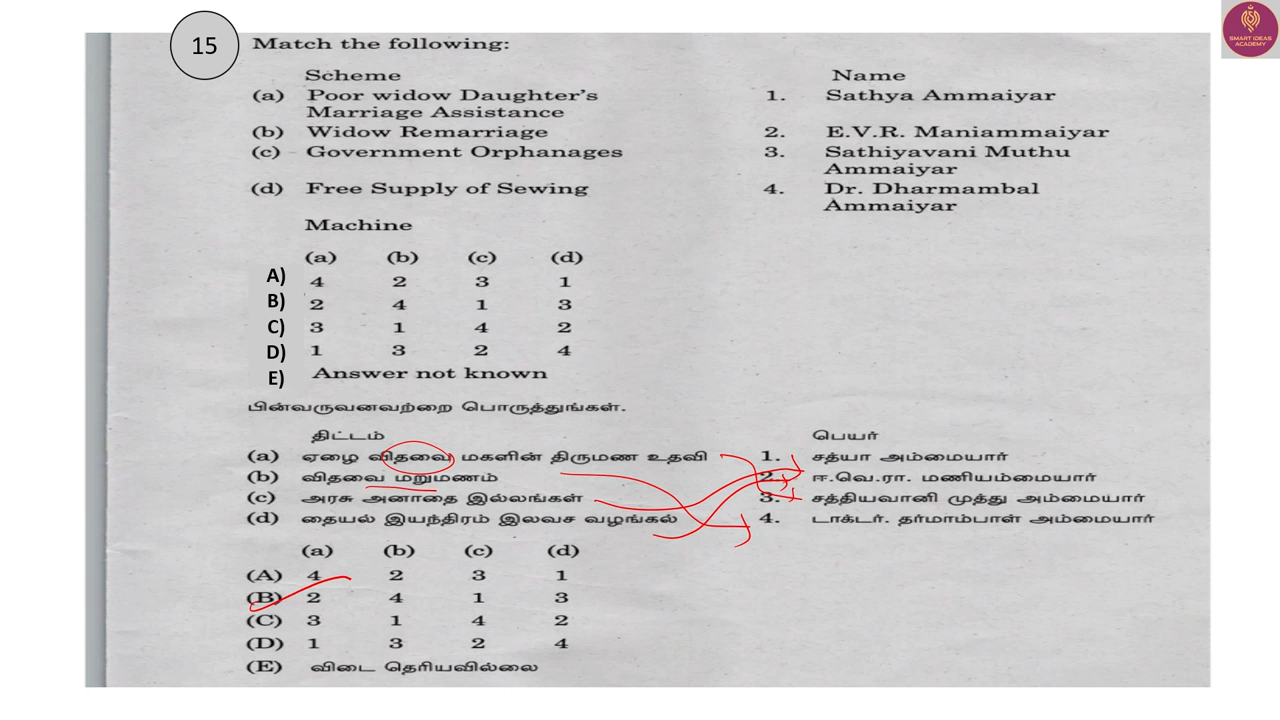 15
SMART IDEAS
ACADEMY
Match the following:
Scheme Name
(a) Poor widow Daughter's 1. Sathya Ammaiyar
Marriage Assistance
(b) Widow Remarriage 2. E.V.R. Maniammaiyar
(c) Government Orphanages 3. Sathiyavani Muthu
Ammaiyar
(d) Free Supply of Sewing 4. Dr. Dharmambal
Ammaiyar
Machine
(a) (b) (c) (d)
A) 4 2 3 1
B) 2 4 1 3
C) 3 1 4 2
D) 1 3 2 4
E) Answer not known
பின்வருவனவற்றை பொருத்துங்கள்.
திட்டம் பெயர்
(a) ஏழை விதவை மகளின் திருமண உதவி 1. சத்யா அம்மையார்
(b) விதவை மறுமணம் 2. ஈ.வெ.ரா. மணியம்மையார்
(c) அரசு அனாதை இல்லங்கள் 3. சத்தியவானி முத்து அம்மையார்
(d) தையல் இயந்திரம் இலவச வழங்கல் 4. டாக்டர். தர்மாம்பாள் அம்மையார்
(a) (b) (c) (d)
(A) 4 2 3 1
(B) 2 4 1 3
(C) 3 1 4 2
(D) 1 3 2 4
(E) விடை தெரியவில்லை